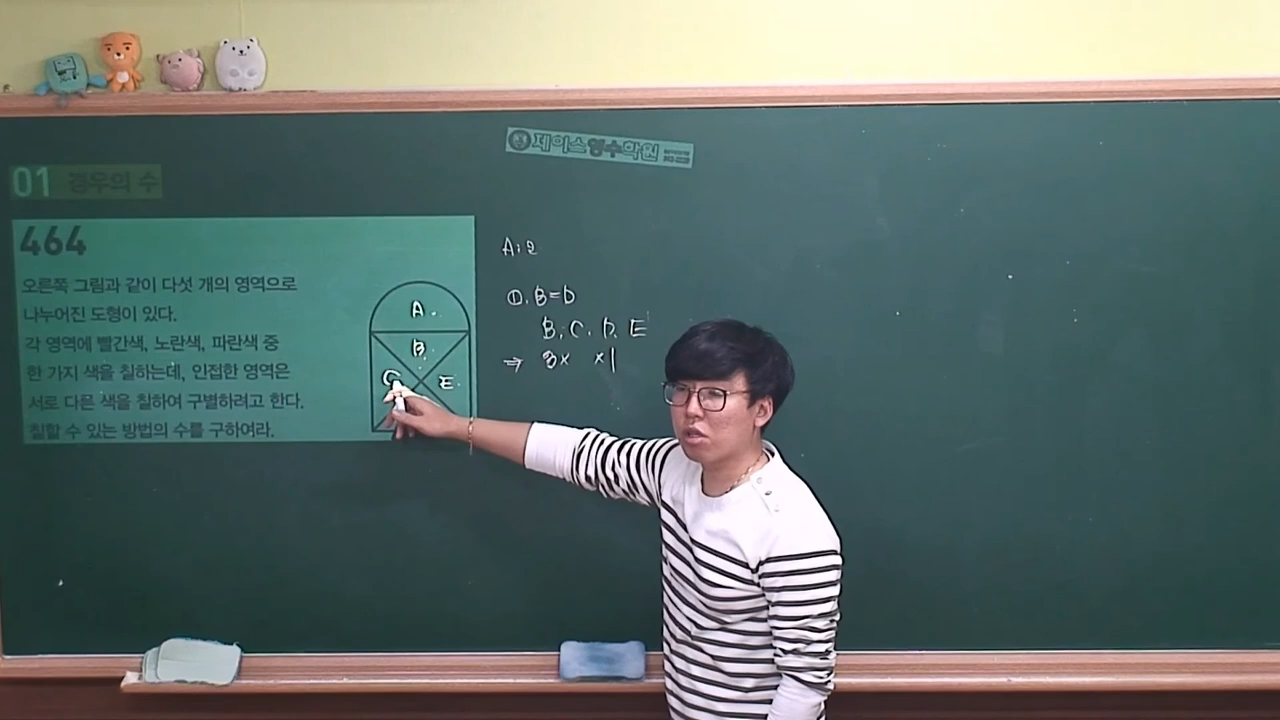 제이스영수학원
01 경우의 수
464
오른쪽 그림과 같이 다섯 개의 영역으로
나누어진 도형이 있다.
각 영역에 빨간색, 노란색, 파란색 중
한 가지 색을 칠하는데, 인접한 영역은
서로 다른 색을 칠하여 구별하려고 한다.
칠할 수 있는 방법의 수를 구하여라.
A
B
C E
A: 2
①. B=D
B, C, D, E
⇒ 3× ×1